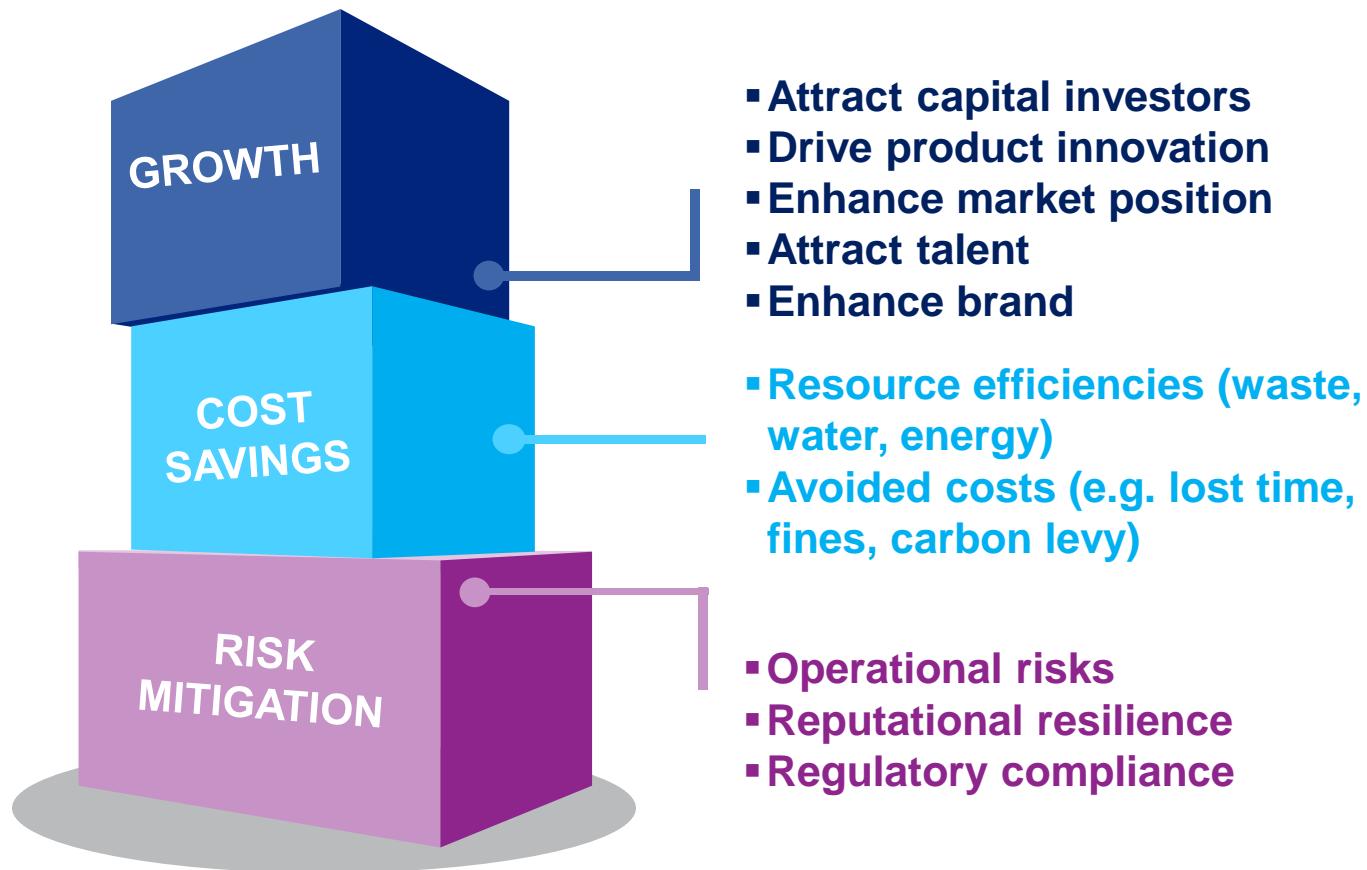 GROWTH
▪Attract capital investors
▪Drive product innovation
▪Enhance market position
▪Attract talent
▪Enhance brand
COST
SAVINGS
▪Resource efficiencies (waste,
water, energy)
▪Avoided costs (e.g. lost time,
fines, carbon levy)
RISK
MITIGATION
▪Operational risks
▪Reputational resilience
▪Regulatory compliance